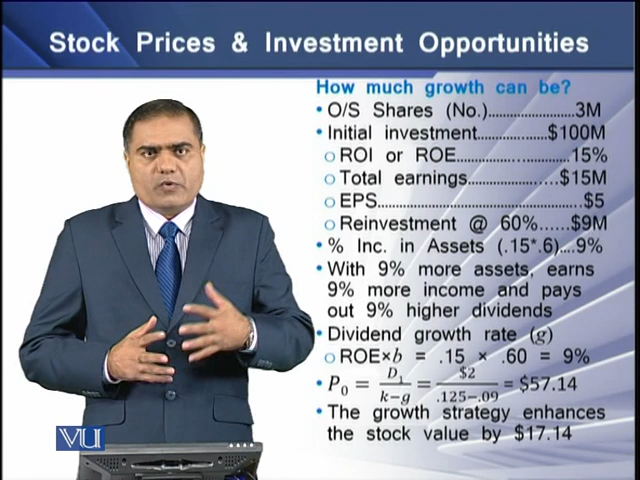 Stock Prices & Investment Opportunities
How much growth can be?
• O/S Shares (No.)........................3M
• Initial investment..................$100M
o ROI or ROE............................15%
o Total earnings.......................$15M
o EPS...........................................$5
o Reinvestment @ 60%......$9M
• % Inc. in Assets (.15*.6)....9%
• With 9% more assets, earns
9% more income and pays
out 9% higher dividends
• Dividend growth rate (g)
o ROE×b = .15 × .60 = 9%
• P₀ = D₁/(k−g) = $2/(.125−.09) = $57.14
• The growth strategy enhances
the stock value by $17.14
VU